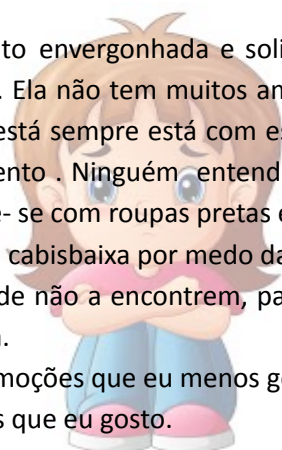 to envergonhada e soli
. Ela não tem muitos an
está sempre está com es
ento . Ninguém entend
- se com roupas pretas e
cabisbaixa por medo da
de não a encontrem, pa
.
moções que eu menos g
s que eu gosto.